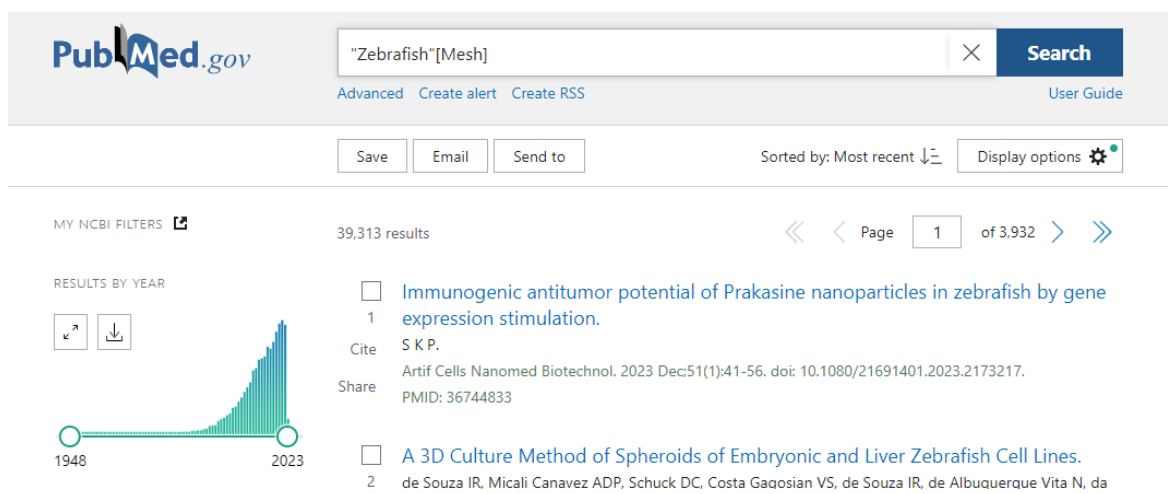 PubMed.gov
"Zebrafish"[Mesh]
Search
Advanced Create alert Create RSS
User Guide
Save Email Send to
Sorted by: Most recent
Display options
MY NCBI FILTERS
39,313 results
Page 1 of 3,932
RESULTS BY YEAR
1948 2023
1
Cite
Share
Immunogenic antitumor potential of Prakasine nanoparticles in zebrafish by gene
expression stimulation.
S K P.
Artif Cells Nanomed Biotechnol. 2023 Dec;51(1):41-56. doi: 10.1080/21691401.2023.2173217.
PMID: 36744833
2
A 3D Culture Method of Spheroids of Embryonic and Liver Zebrafish Cell Lines.
de Souza IR, Micali Canavez ADP, Schuck DC, Costa Gagosian VS, de Souza IR, de Albuquerque Vita N, da